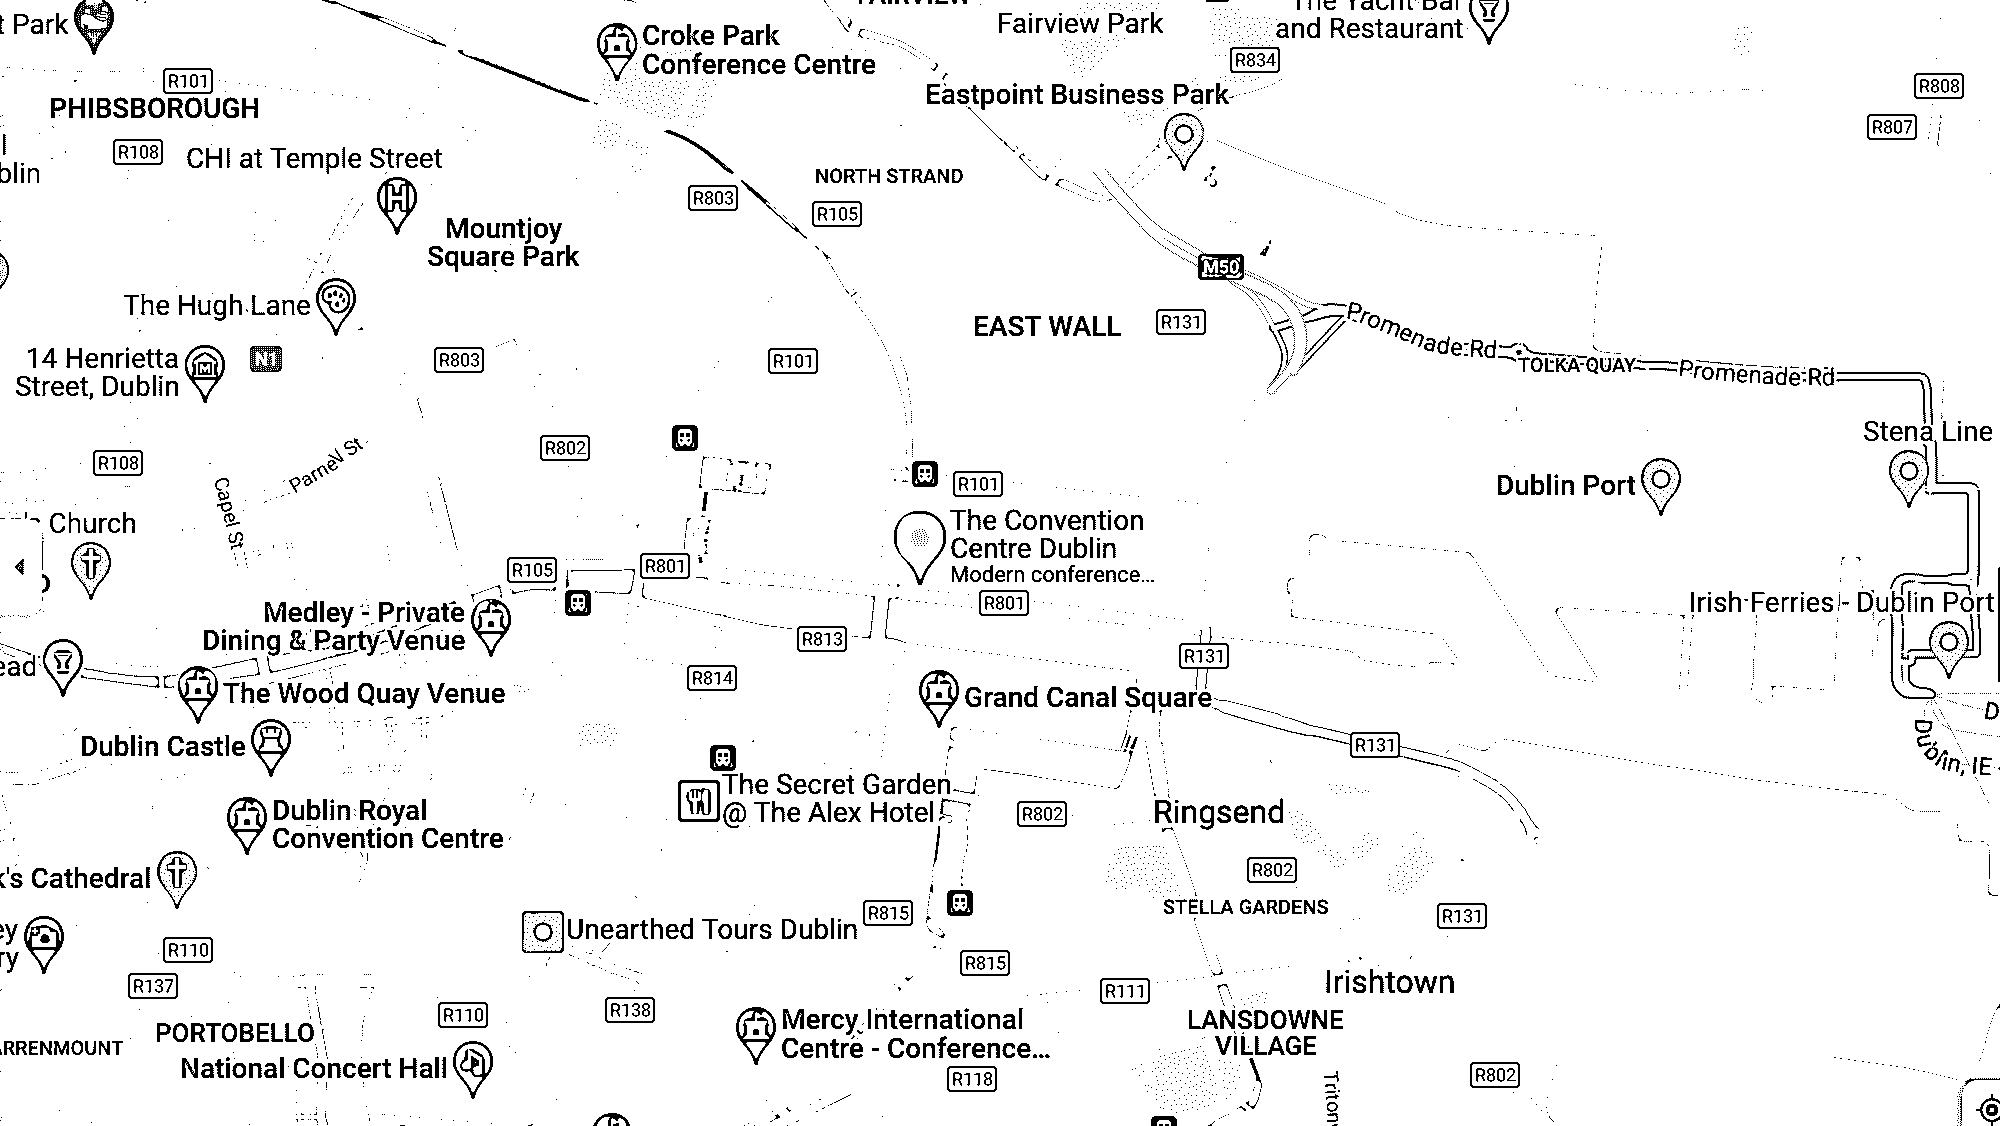 Park
Croke Park
Conference Centre
Fairview Park
The Yacht Bar
and Restaurant
R834
R101
PHIBSBOROUGH
Eastpoint Business Park
R808
R807
R108
CHI at Temple Street
blin
NORTH STRAND
R803
R105
Mountjoy
Square Park
M50
The Hugh Lane
EAST WALL
R131
Promenade Rd
TOLKA QUAY
Promenade Rd
14 Henrietta
Street, Dublin
N1
R803
R101
Stena Line
R802
Parnell St
R108
Capel St
R101
Dublin Port
Church
The Convention
Centre Dublin
Modern conference...
R105
R801
R801
Irish Ferries - Dublin Port
Medley - Private
Dining & Party Venue
R813
R131
ead
R814
The Wood Quay Venue
Grand Canal Square
D
Dublin Castle
R131
Dublin, IE
The Secret Garden
@ The Alex Hotel
R802
Ringsend
Dublin Royal
Convention Centre
k's Cathedral
R802
STELLA GARDENS
R815
R131
Unearthed Tours Dublin
ey
ry
R110
R815
R137
R111
Irishtown
R110
R138
Mercy International
Centre - Conference...
LANSDOWNE
VILLAGE
PORTOBELLO
ARRENMOUNT
National Concert Hall
R118
R802
Triton